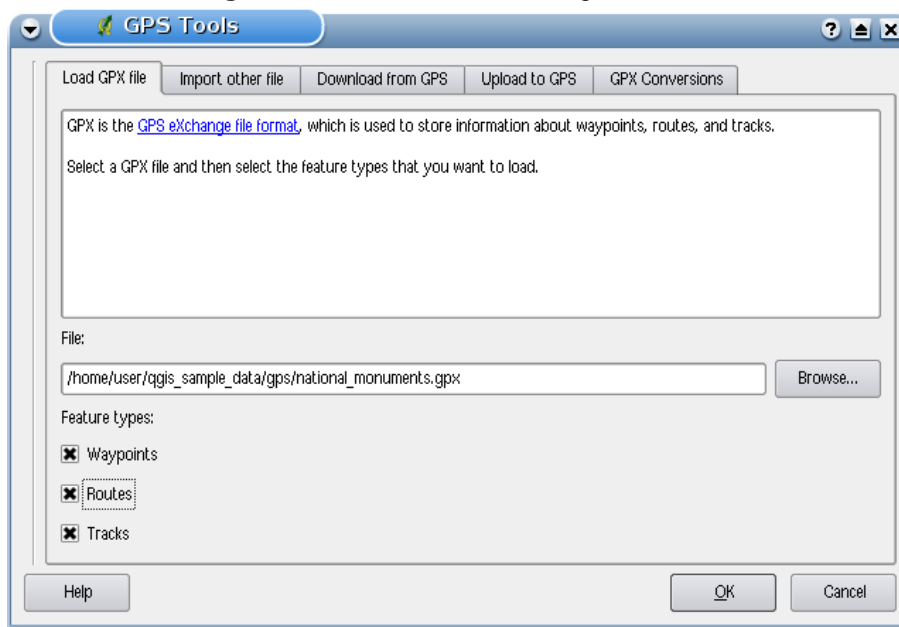 GPS Tools
Load GPX file Import other file Download from GPS Upload to GPS GPX Conversions
GPX is the GPS eXchange file format, which is used to store information about waypoints, routes, and tracks.
Select a GPX file and then select the feature types that you want to load.
File:
/home/user/qgis_sample_data/gps/national_monuments.gpx Browse...
Feature types:
Waypoints
Routes
Tracks
Help OK Cancel